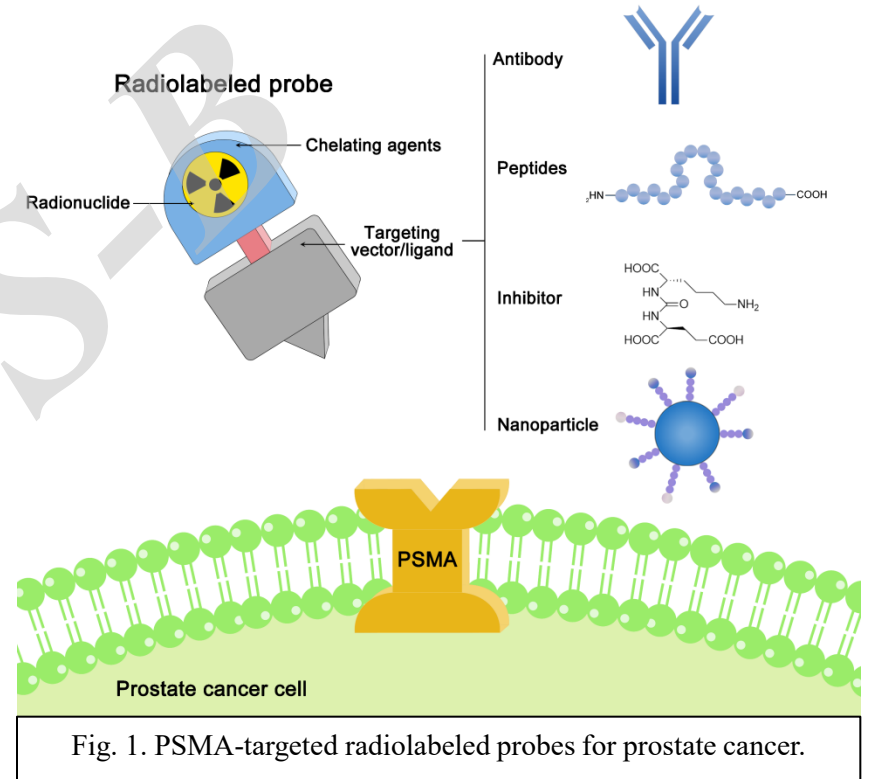 Radiolabeled probe
Chelating agents
Radionuclide
Targeting
vector/ligand
Antibody
Peptides
₂HN
COOH
Inhibitor
HOOC
HN
O
NH₂
HN
HOOC
COOH
Nanoparticle
PSMA
Prostate cancer cell
Fig. 1. PSMA-targeted radiolabeled probes for prostate cancer.